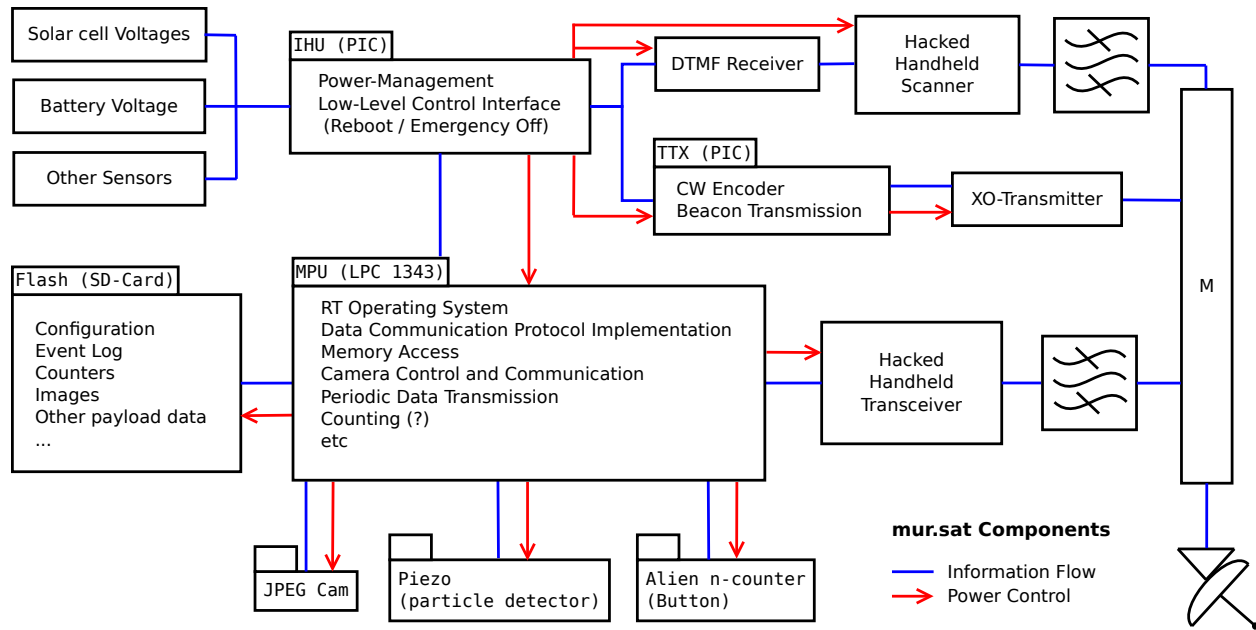 Solar cell Voltages
Battery Voltage
Other Sensors
IHU (PIC)
Power-Management
Low-Level Control Interface
(Reboot / Emergency Off)
DTMF Receiver
Hacked
Handheld
Scanner
TTX (PIC)
CW Encoder
Beacon Transmission
XO-Transmitter
M
Flash (SD-Card)
Configuration
Event Log
Counters
Images
Other payload data
...
MPU (LPC 1343)
RT Operating System
Data Communication Protocol Implementation
Memory Access
Camera Control and Communication
Periodic Data Transmission
Counting (?)
etc
Hacked
Handheld
Transceiver
JPEG Cam
Piezo
(particle detector)
Alien n-counter
(Button)
mur.sat Components
Information Flow
Power Control